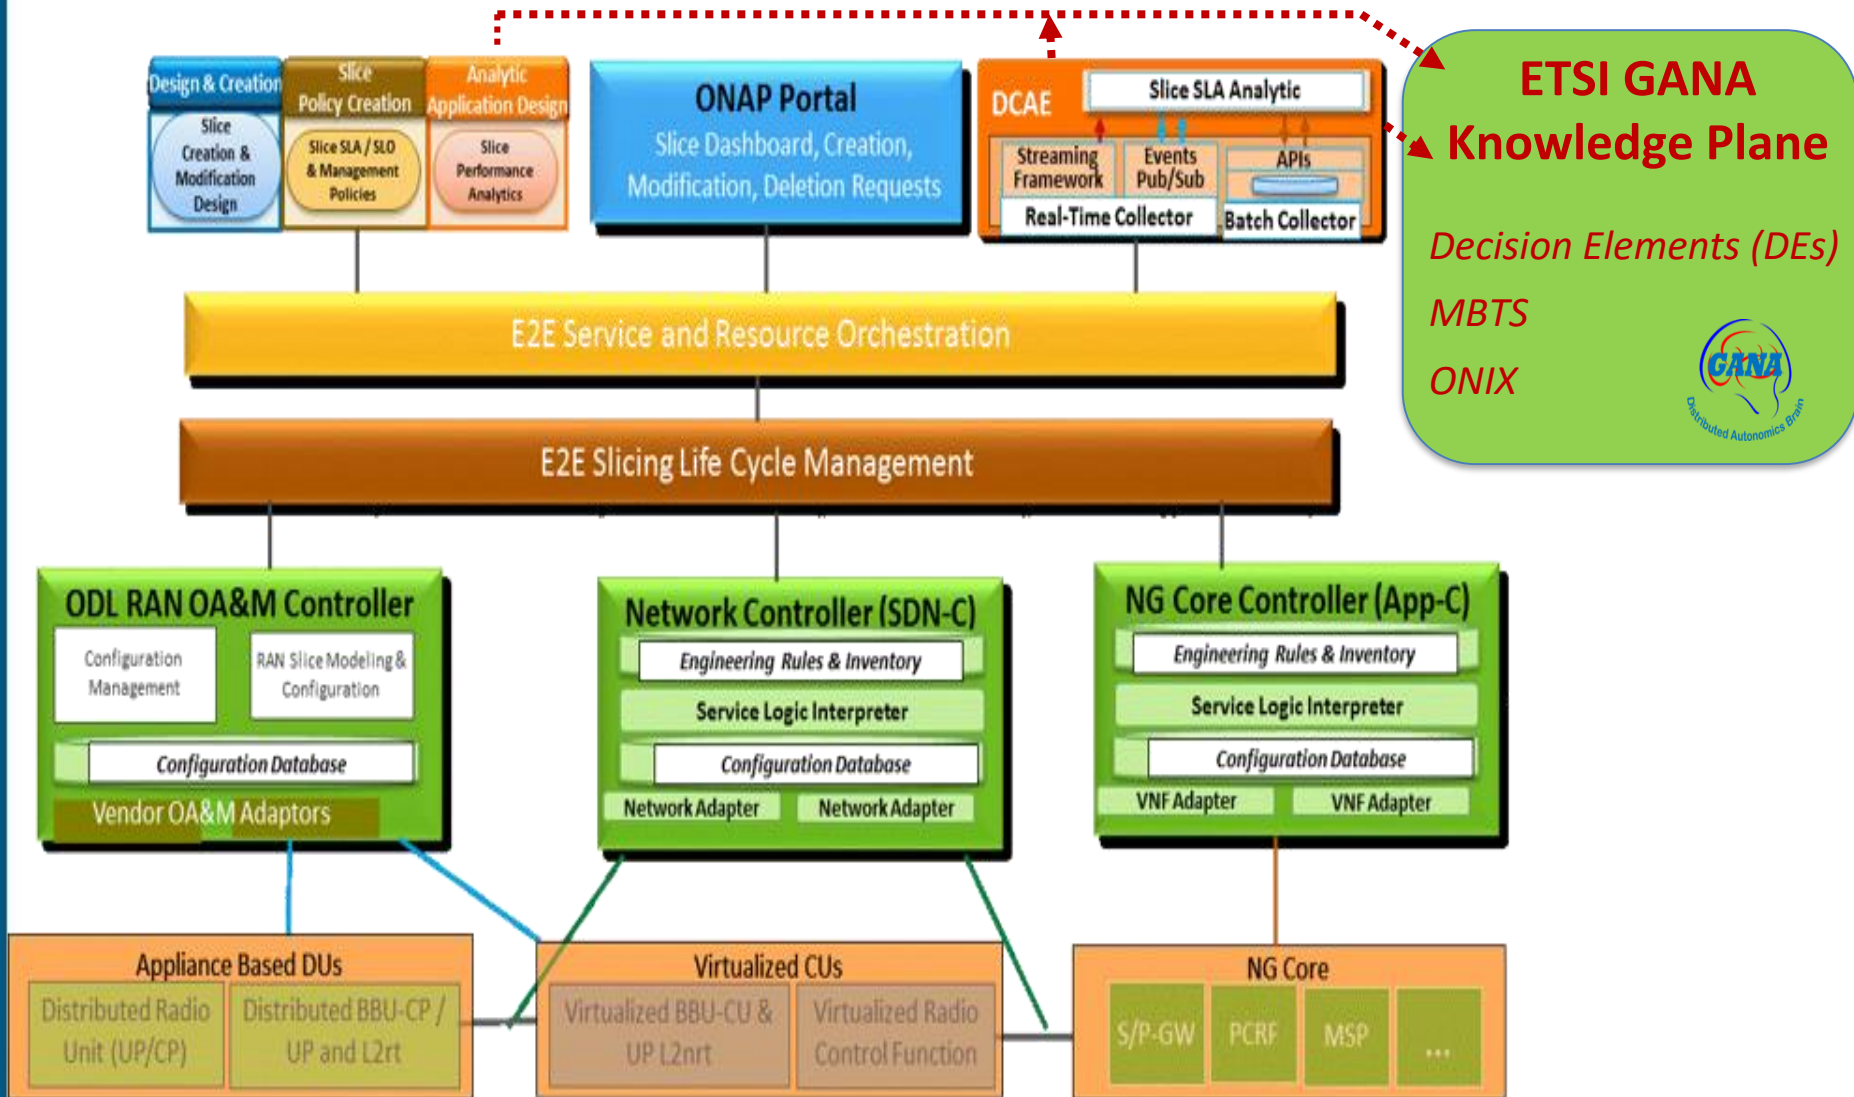 Design & Creation
Slice
Creation &
Modification
Design
Slice
Policy Creation
Slice SLA / SLO
& Management
Policies
Analytic
Application Design
Slice
Performance
Analytics
ONAP Portal
Slice Dashboard, Creation,
Modification, Deletion Requests
DCAE
Slice SLA Analytic
Streaming
Framework
Events
Pub/Sub
APIs
Real-Time Collector
Batch Collector
ETSI GANA
Knowledge Plane
Decision Elements (DEs)
MBTS
ONIX
GANA
Distributed Autonomics Brain
E2E Service and Resource Orchestration
E2E Slicing Life Cycle Management
ODL RAN OA&M Controller
Configuration
Management
RAN Slice Modeling &
Configuration
Configuration Database
Vendor OA&M Adaptors
Network Controller (SDN-C)
Engineering Rules & Inventory
Service Logic Interpreter
Configuration Database
Network Adapter
Network Adapter
NG Core Controller (App-C)
Engineering Rules & Inventory
Service Logic Interpreter
Configuration Database
VNF Adapter
VNF Adapter
Appliance Based DUs
Distributed Radio
Unit (UP/CP)
Distributed BBU-CP /
UP and L2rt
Virtualized CUs
Virtualized BBU-CU &
UP L2nrt
Virtualized Radio
Control Function
NG Core
S/P-GW
PCRF
MSP
...